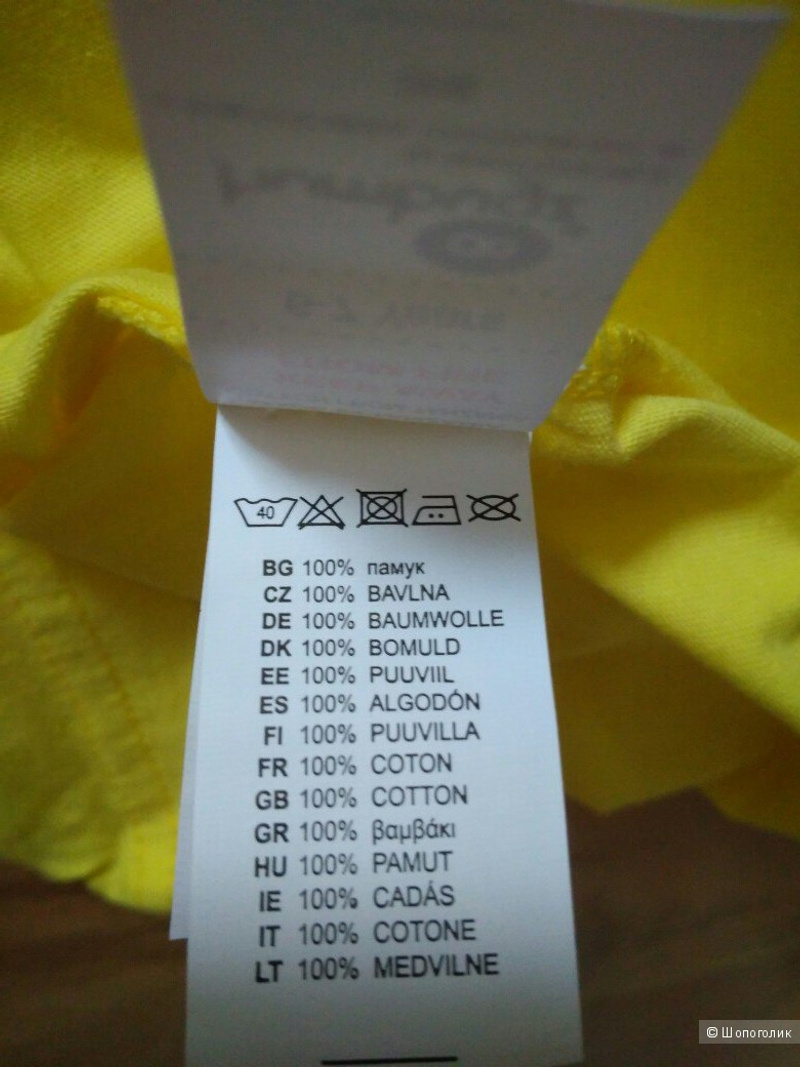 40
BG 100% памук
CZ 100% BAVLNA
DE 100% BAUMWOLLE
DK 100% BOMULD
EE 100% PUUVIIL
ES 100% ALGODÓN
FI 100% PUUVILLA
FR 100% COTON
GB 100% COTTON
GR 100% βαμβάκι
HU 100% PAMUT
IE 100% CADÁS
IT 100% COTONE
LT 100% MEDVILNE
© Шопоголик